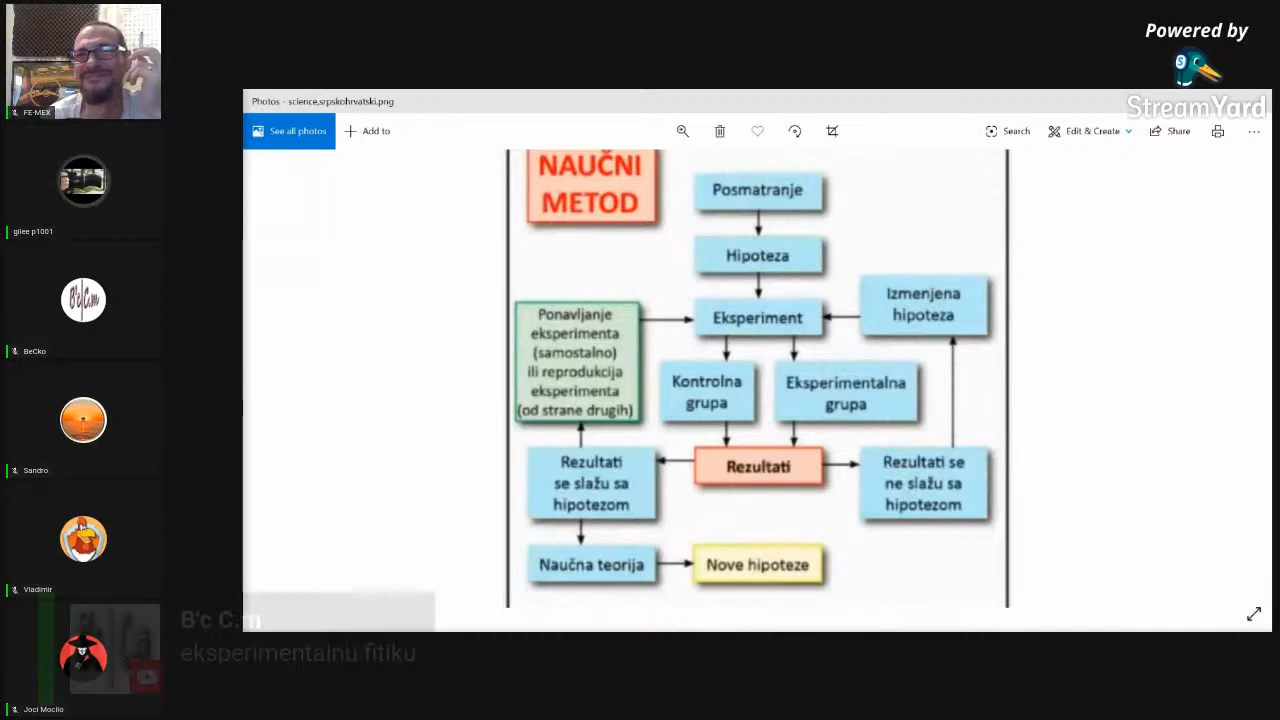 Powered by
StreamYard
FE-MEX
gilee p1001
B'c C.m
BeCko
Sandro
Vladimir
Joci Mocilo
Photos - science,srpskohrvatski.png
See all photos
Add to
Search
Edit & Create
Share
NAUČNI
METOD
Posmatranje
Hipoteza
Eksperiment
Izmenjena
hipoteza
Ponavljanje
eksperimenta
(samostalno)
ili reprodukcija
eksperimenta
(od strane drugih)
Kontrolna
grupa
Eksperimentalna
grupa
Rezultati
se slažu sa
hipotezom
Rezultati
Rezultati se
ne slažu sa
hipotezom
Naučna teorija
Nove hipoteze
B'c C.m
eksperimentalnu fitiku